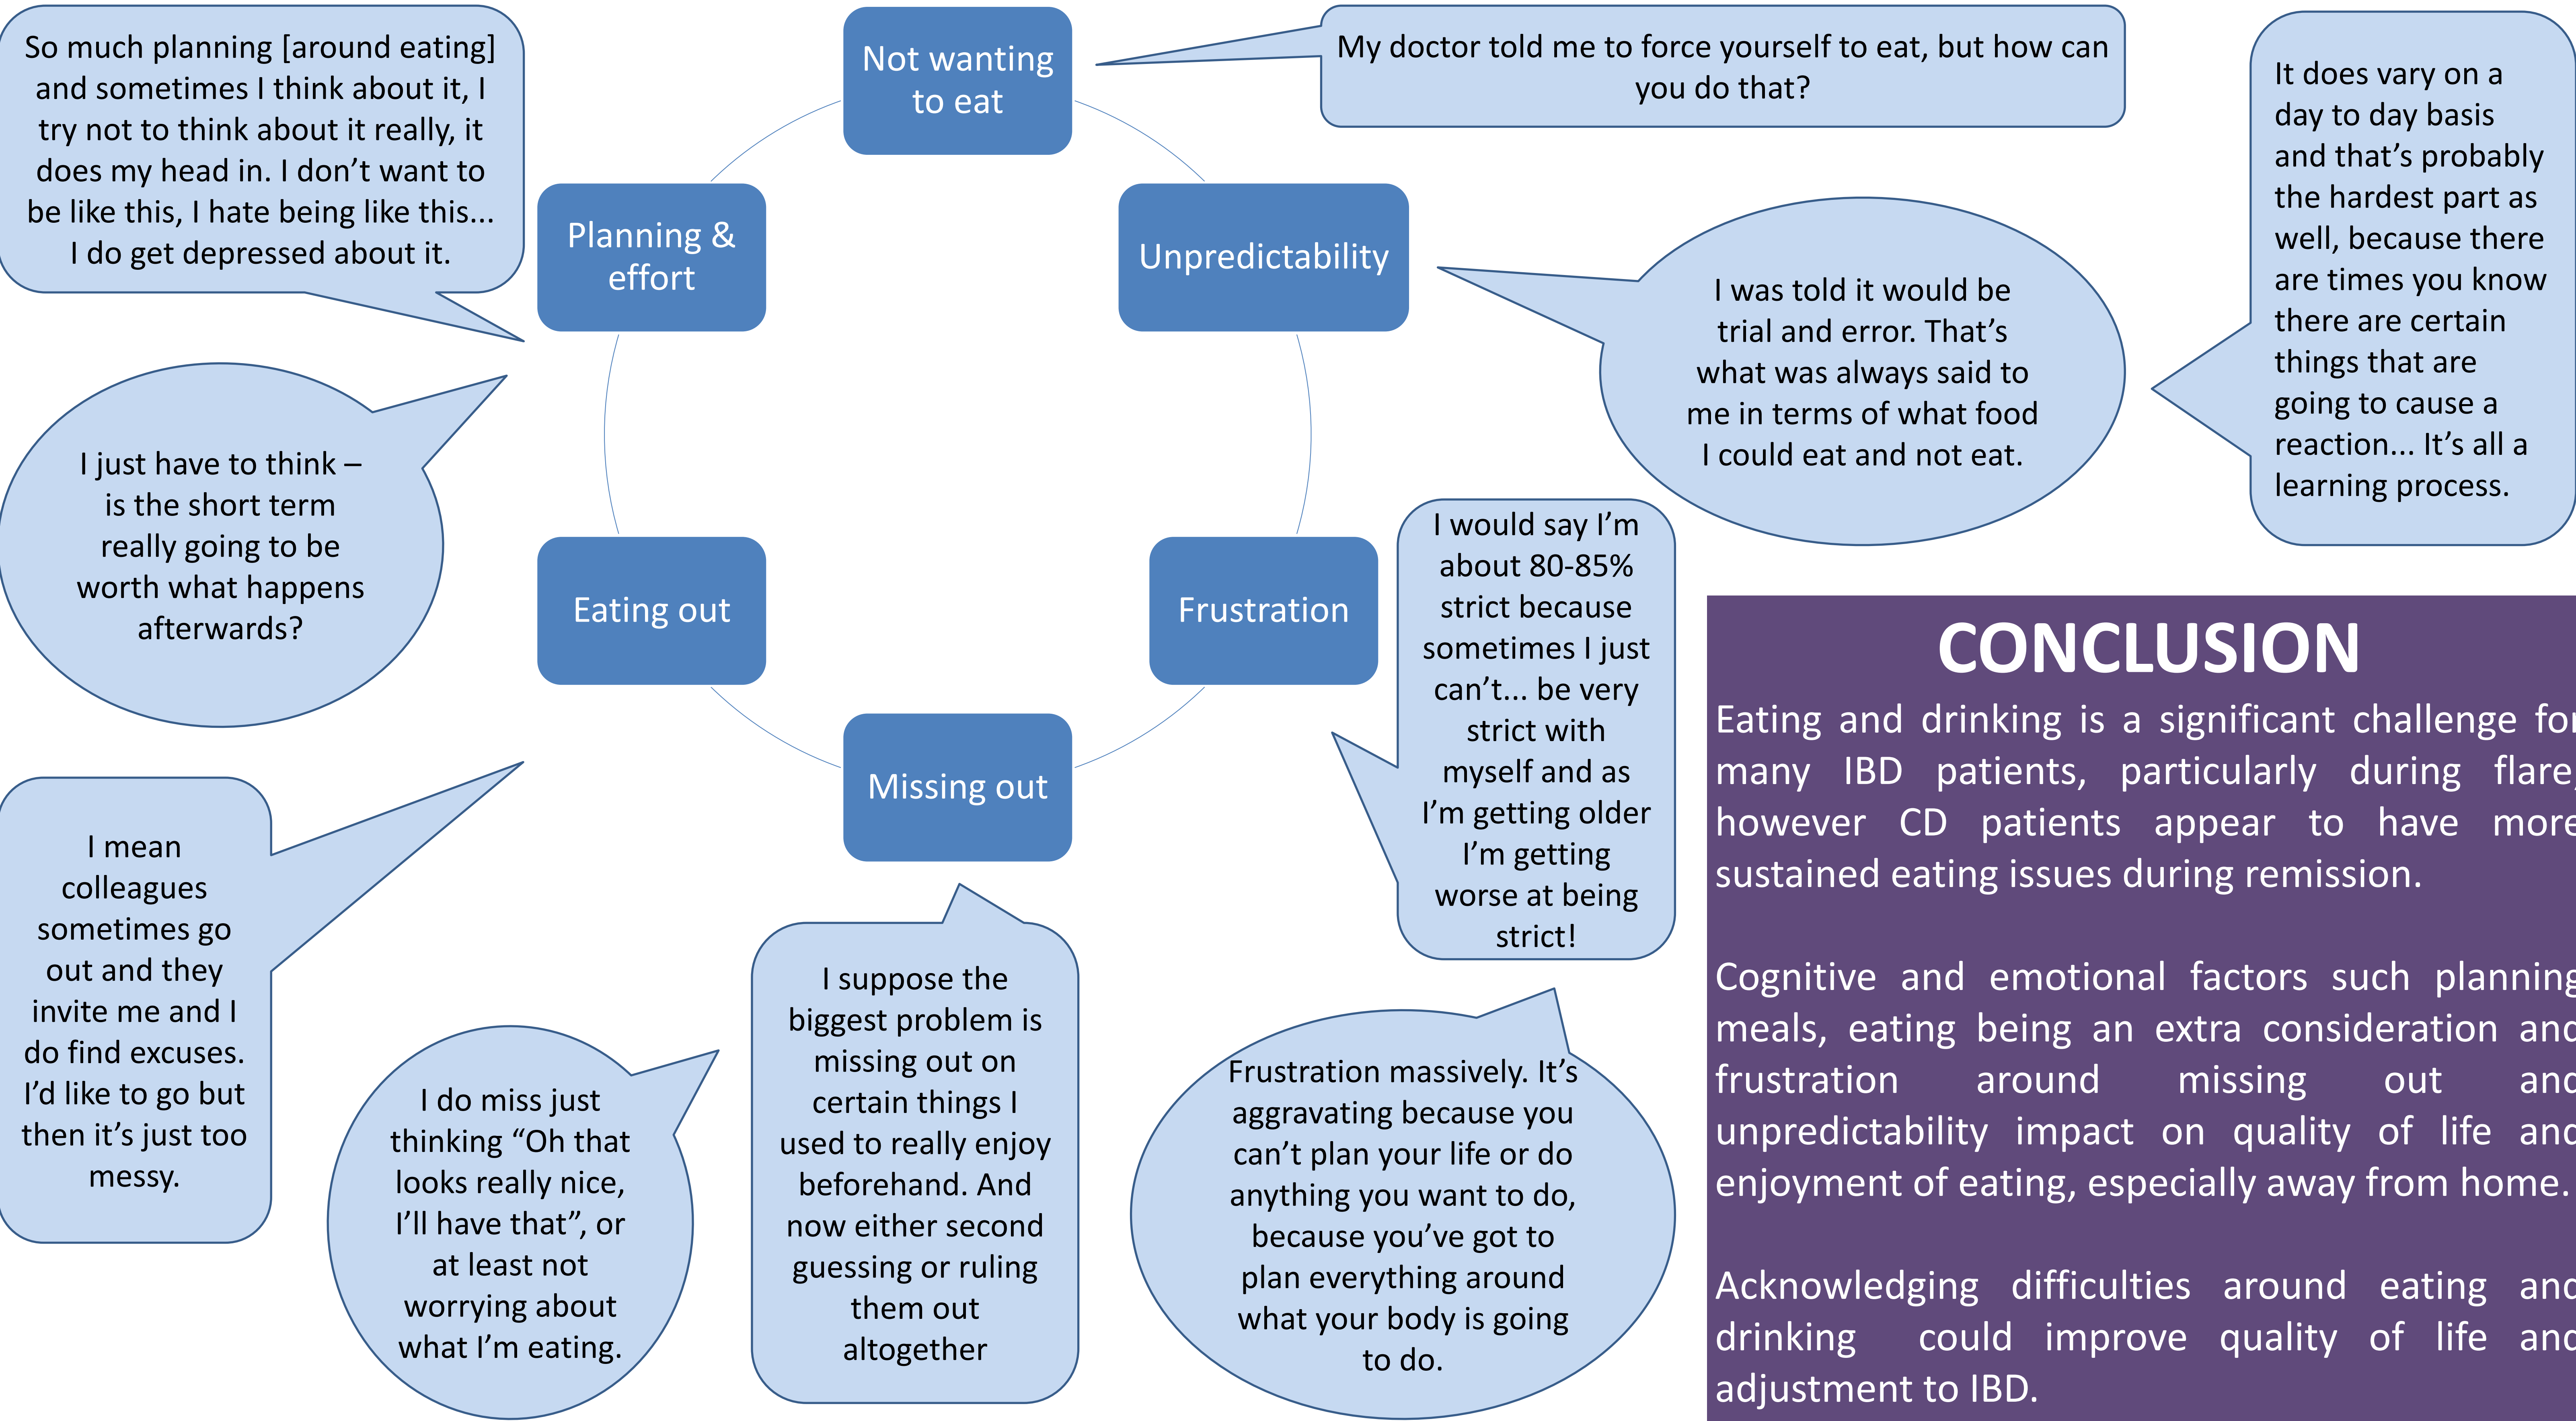 So much planning [around eating]
and sometimes I think about it, I
try not to think about it really, it
does my head in. I don’t want to
be like this, I hate being like this...
I do get depressed about it.
Not wanting
to eat
My doctor told me to force yourself to eat, but how can
you do that?
It does vary on a
day to day basis
and that’s probably
the hardest part as
well, because there
are times you know
there are certain
things that are
going to cause a
reaction... It’s all a
learning process.
Planning &
effort
Unpredictability
I was told it would be
trial and error. That’s
what was always said to
me in terms of what food
I could eat and not eat.
I just have to think –
is the short term
really going to be
worth what happens
afterwards?
Eating out
Frustration
I would say I’m
about 80-85%
strict because
sometimes I just
can’t... be very
strict with
myself and as
I’m getting older
I’m getting
worse at being
strict!
Missing out
I mean
colleagues
sometimes go
out and they
invite me and I
do find excuses.
I’d like to go but
then it’s just too
messy.
I do miss just
thinking “Oh that
looks really nice,
I’ll have that”, or
at least not
worrying about
what I’m eating.
I suppose the
biggest problem is
missing out on
certain things I
used to really enjoy
beforehand. And
now either second
guessing or ruling
them out
altogether
Frustration massively. It’s
aggravating because you
can’t plan your life or do
anything you want to do,
because you’ve got to
plan everything around
what your body is going
to do.
CONCLUSION
Eating and drinking is a significant challenge for
many IBD patients, particularly during flare,
however CD patients appear to have more
sustained eating issues during remission.
Cognitive and emotional factors such planning
meals, eating being an extra consideration and
frustration around missing out and
unpredictability impact on quality of life and
enjoyment of eating, especially away from home.
Acknowledging difficulties around eating and
drinking could improve quality of life and
adjustment to IBD.